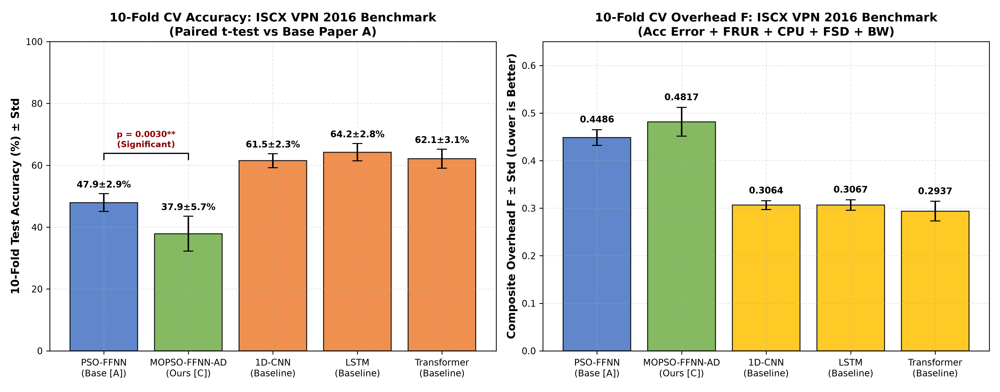 10-Fold CV Accuracy: ISCX VPN 2016 Benchmark
(Paired t-test vs Base Paper A)
10-Fold Test Accuracy (%) ± Std
100
80
60
40
20
0
p = 0.0030**
(Significant)
47.9±2.9%
37.9±5.7%
61.5±2.3%
64.2±2.8%
62.1±3.1%
PSO-FFNN
(Base [A])
MOPSO-FFNN-AD
(Ours [C])
1D-CNN
(Baseline)
LSTM
(Baseline)
Transformer
(Baseline)
10-Fold CV Overhead F: ISCX VPN 2016 Benchmark
(Acc Error + FRUR + CPU + FSD + BW)
Composite Overhead F ± Std (Lower is Better)
0.6
0.5
0.4
0.3
0.2
0.1
0.0
0.4486
0.4817
0.3064
0.3067
0.2937
PSO-FFNN
(Base [A])
MOPSO-FFNN-AD
(Ours [C])
1D-CNN
(Baseline)
LSTM
(Baseline)
Transformer
(Baseline)